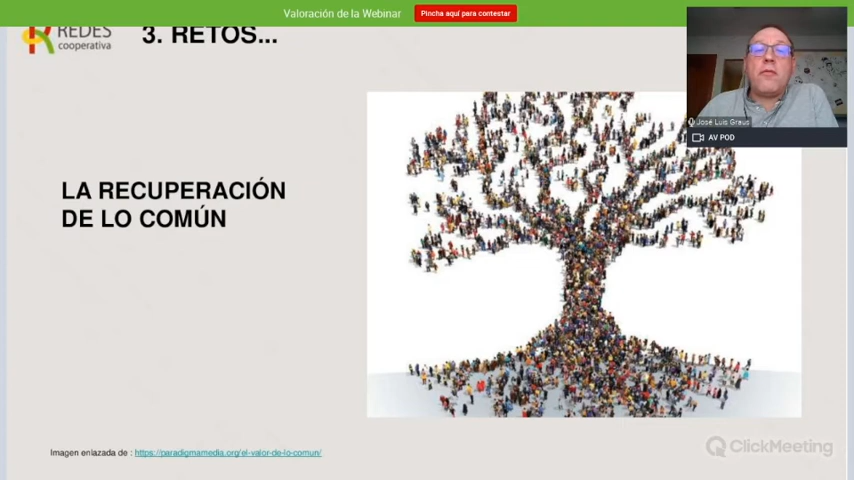 Valoración de la Webinar
Pincha aquí para contestar
REDES
cooperativa
3. RETOS...
José Luis Graus
AV POD
LA RECUPERACIÓN
DE LO COMÚN
Imagen enlazada de : https://paradigmamedia.org/el-valor-de-lo-comun/
ClickMeeting